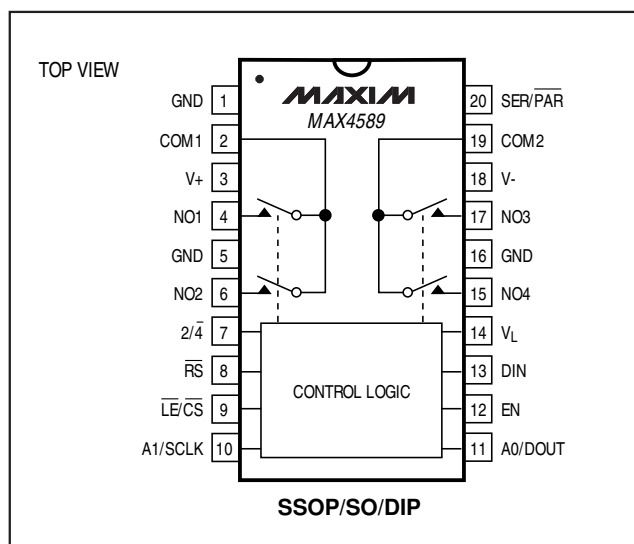 TOP VIEW
MAXIM
MAX4589
GND 1
COM1 2
V+ 3
NO1 4
GND 5
NO2 6
2/4̅ 7
R̅S̅ 8
L̅E̅/C̅S̅ 9
A1/SCLK 10
20 SER/P̅A̅R̅
19 COM2
18 V-
17 NO3
16 GND
15 NO4
14 VL
13 DIN
12 EN
11 A0/DOUT
CONTROL LOGIC
SSOP/SO/DIP